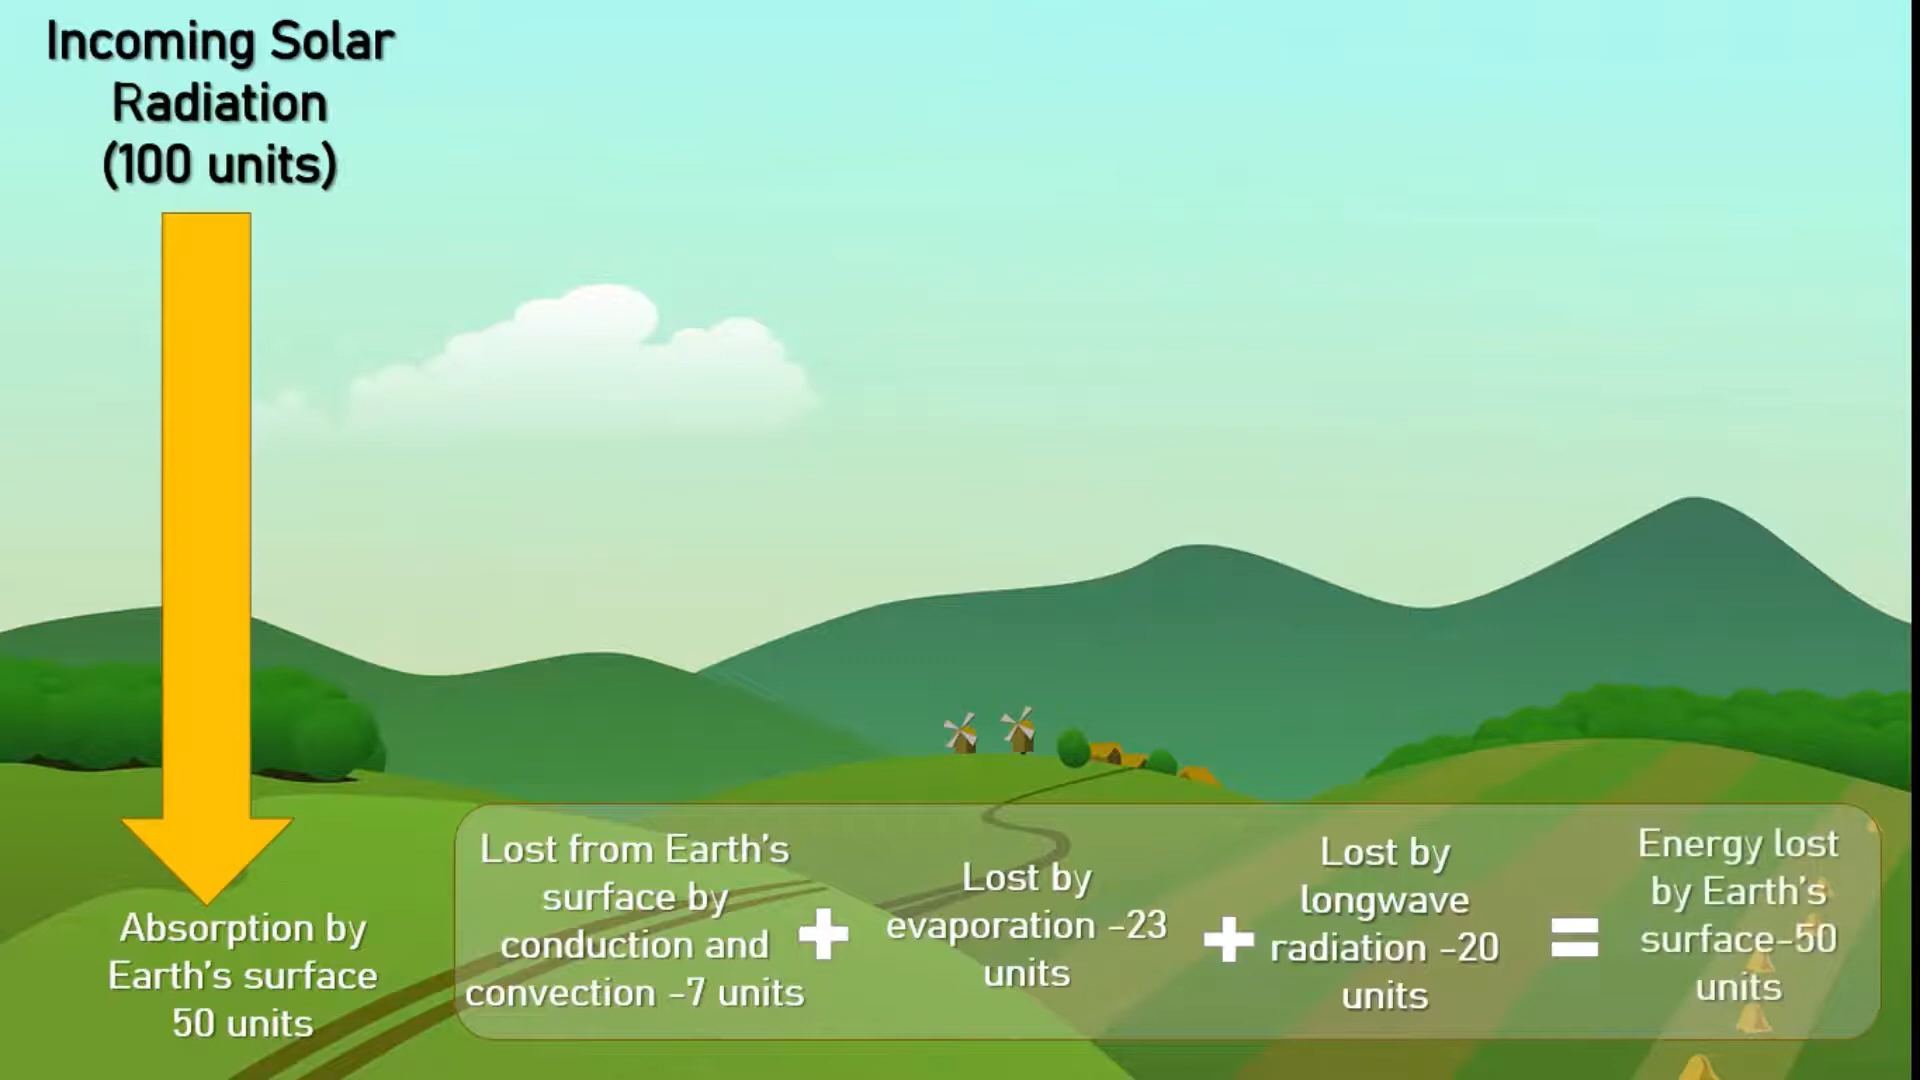 Incoming Solar
Radiation
(100 units)
Absorption by
Earth's surface
50 units
Lost from Earth's
surface by
conduction and
convection -7 units
+
Lost by
evaporation -23
units
+
Lost by
longwave
radiation -20
units
=
Energy lost
by Earth's
surface-50
units